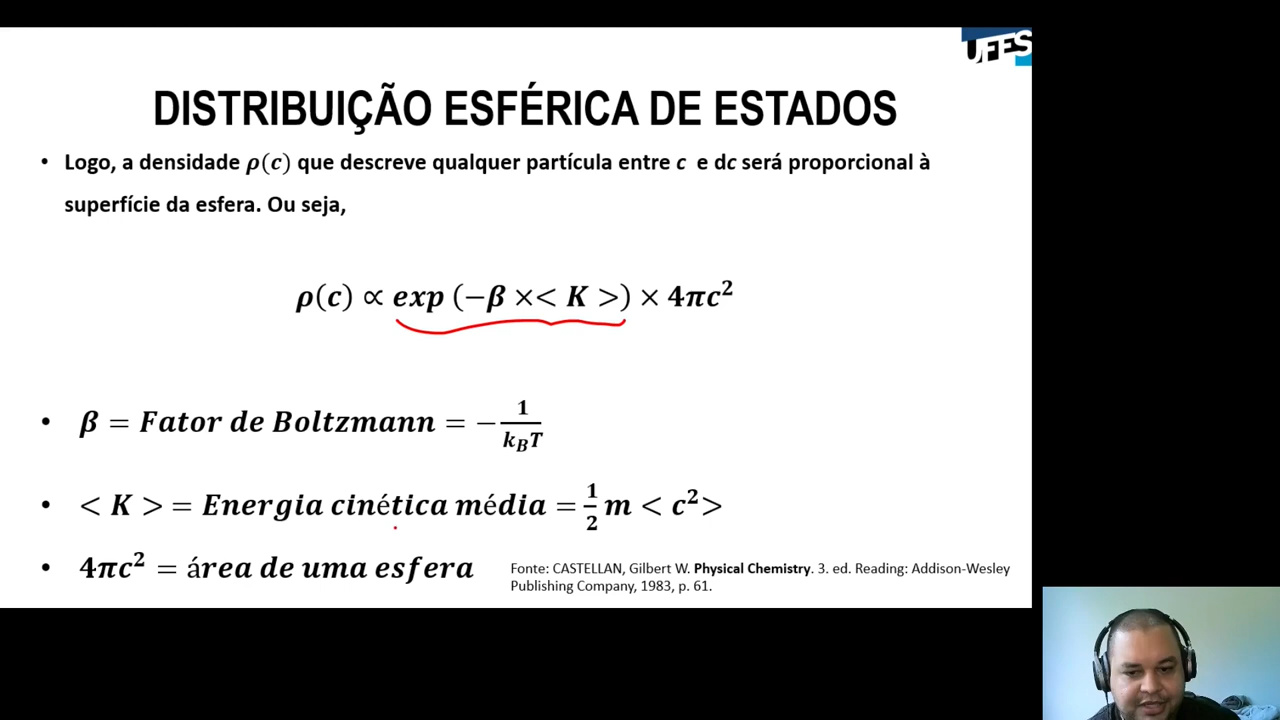 UFES
DISTRIBUIÇÃO ESFÉRICA DE ESTADOS
• Logo, a densidade ρ(c) que descreve qualquer partícula entre c e dc será proporcional à
superfície da esfera. Ou seja,
ρ(c) ∝ exp (−β ×< K >) × 4πc²
• β = Fator de Boltzmann = − 1/(k_B T)
• < K > = Energia cinética média = 1/2 m < c² >
• 4πc² = área de uma esfera
Fonte: CASTELLAN, Gilbert W. Physical Chemistry. 3. ed. Reading: Addison-Wesley
Publishing Company, 1983, p. 61.